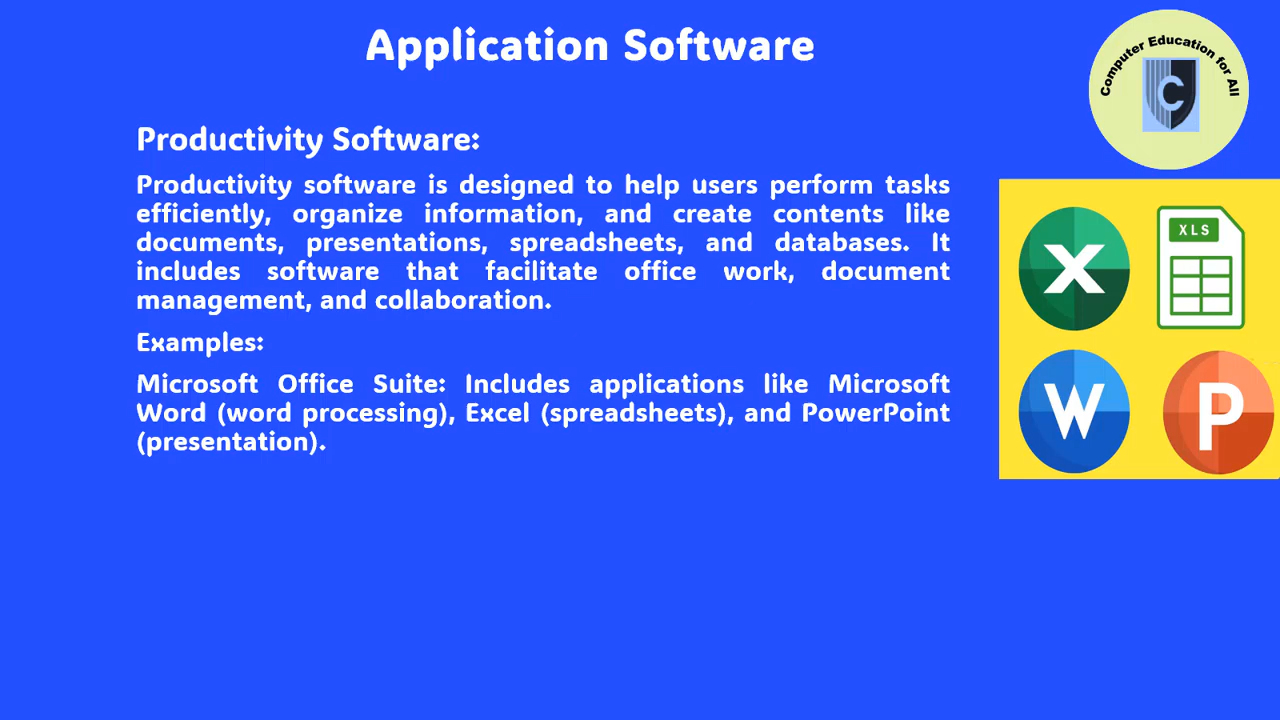 Application Software
Computer Education for All
C
Productivity Software:
Productivity software is designed to help users perform tasks
efficiently, organize information, and create contents like
documents, presentations, spreadsheets, and databases. It
includes software that facilitate office work, document
management, and collaboration.
Examples:
Microsoft Office Suite: Includes applications like Microsoft
Word (word processing), Excel (spreadsheets), and PowerPoint
(presentation).
X
XLS
W
P